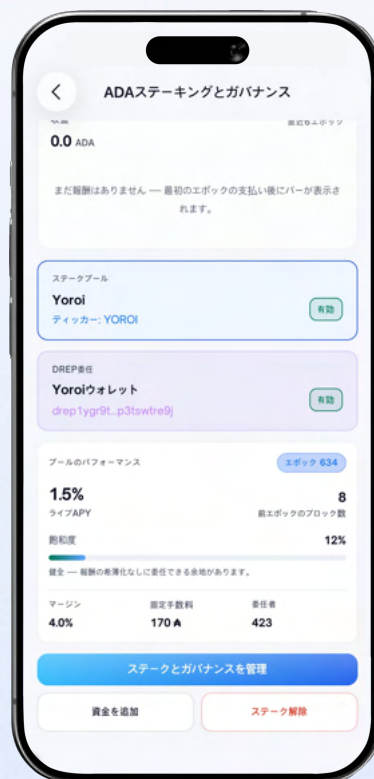 ADAステーキングとガバナンス
直近6エポック
0.0 ADA
まだ報酬はありません — 最初のエポックの支払い後にバーが表示さ
れます。
ステークプール
Yoroi
ティッカー: YOROI
有効
DREP委任
Yoroiウォレット
drep1ygr9t...p3tswtre9j
有効
プールのパフォーマンス
エポック 634
1.5%
8
ライブAPY
前エポックのブロック数
飽和度
12%
健全 — 報酬の希薄化なしに委任できる余地があります。
マージン
固定手数料
委任者
4.0%
170 ₳
423
ステークとガバナンスを管理
資金を追加
ステーク解除